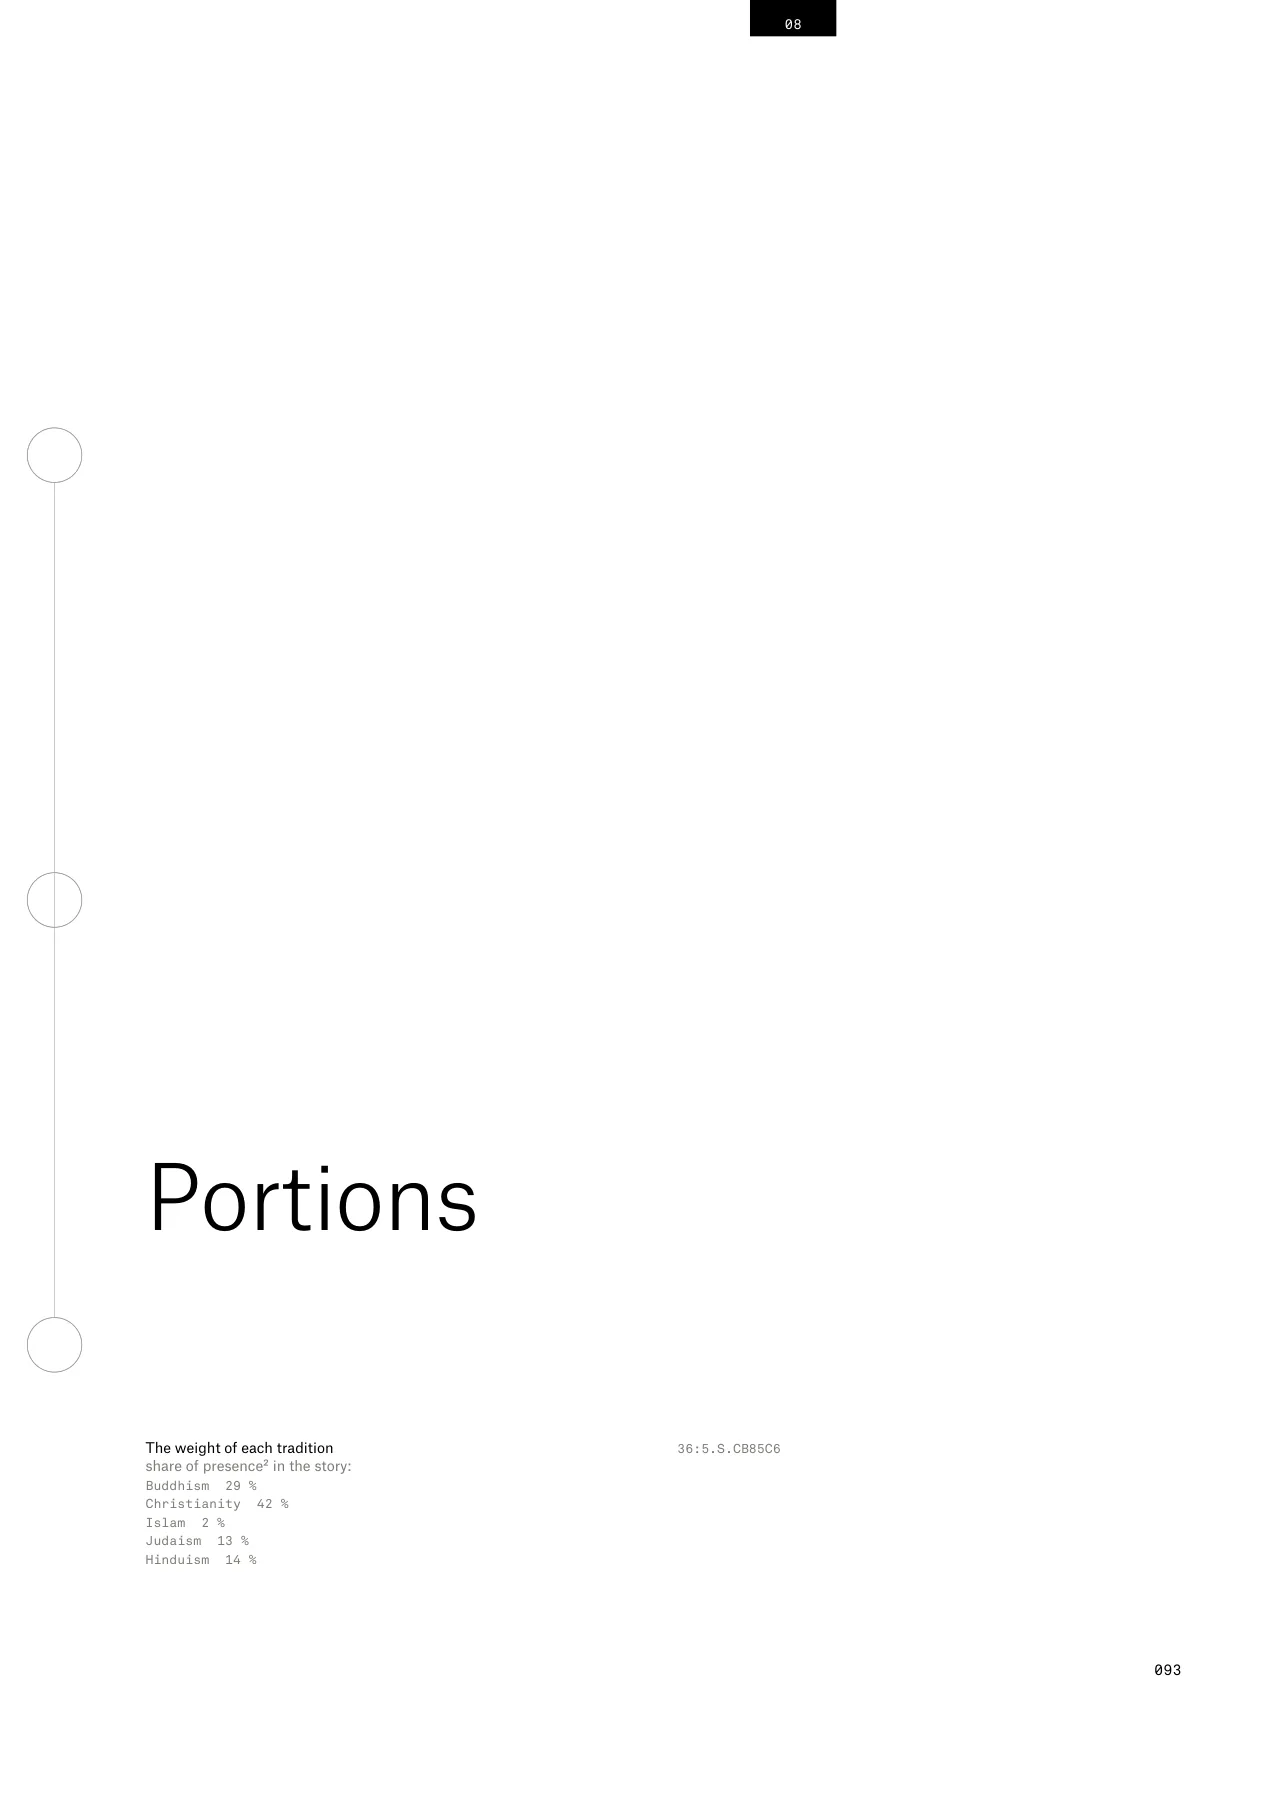 08
Portions
The weight of each tradition
share of presence² in the story:
Buddhism  29 %
Christianity  42 %
Islam  2 %
Judaism  13 %
Hinduism  14 %
36:5.S.CB85C6
093